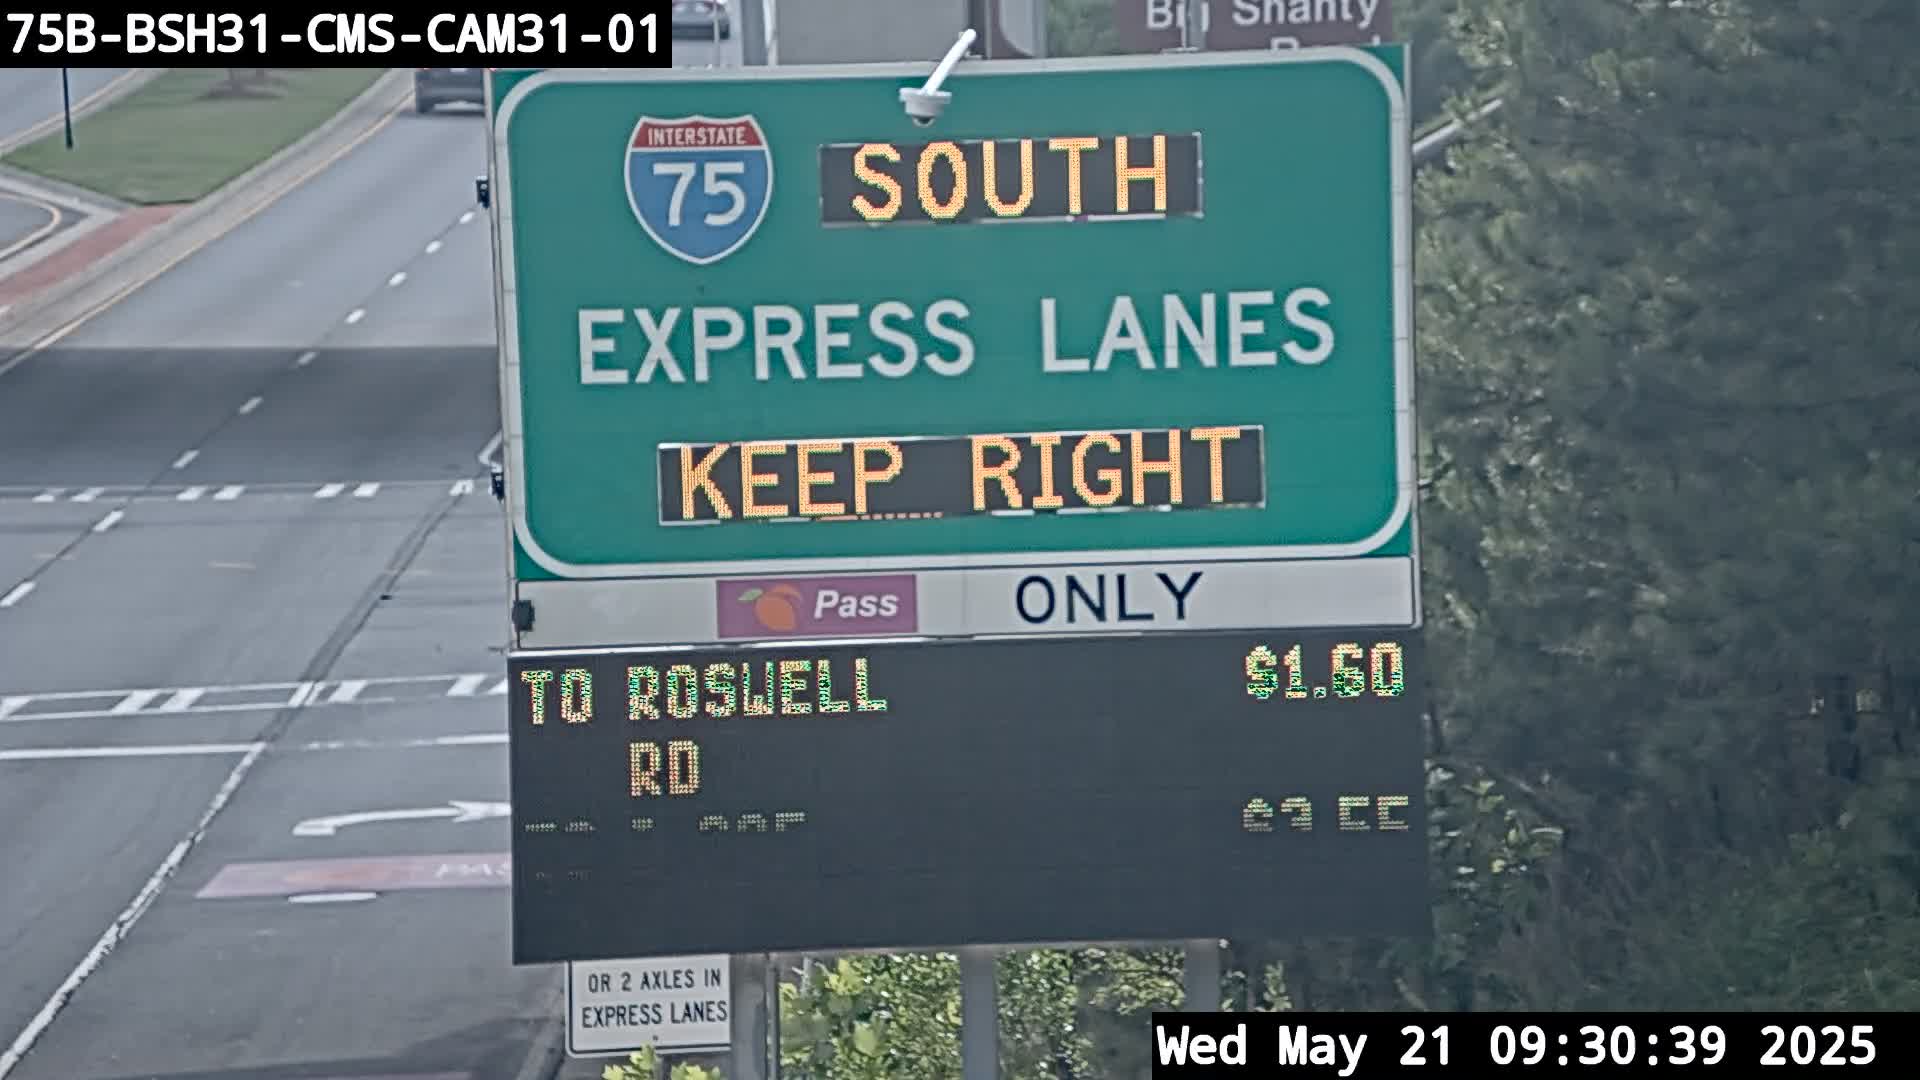 75B-BSH31-CMS-CAM31-01
Big Shanty
INTERSTATE
75
SOUTH
EXPRESS LANES
KEEP RIGHT
Pass
ONLY
TO ROSWELL $1.60
RD
OR 2 AXLES IN
EXPRESS LANES
Wed May 21 09:30:39 2025